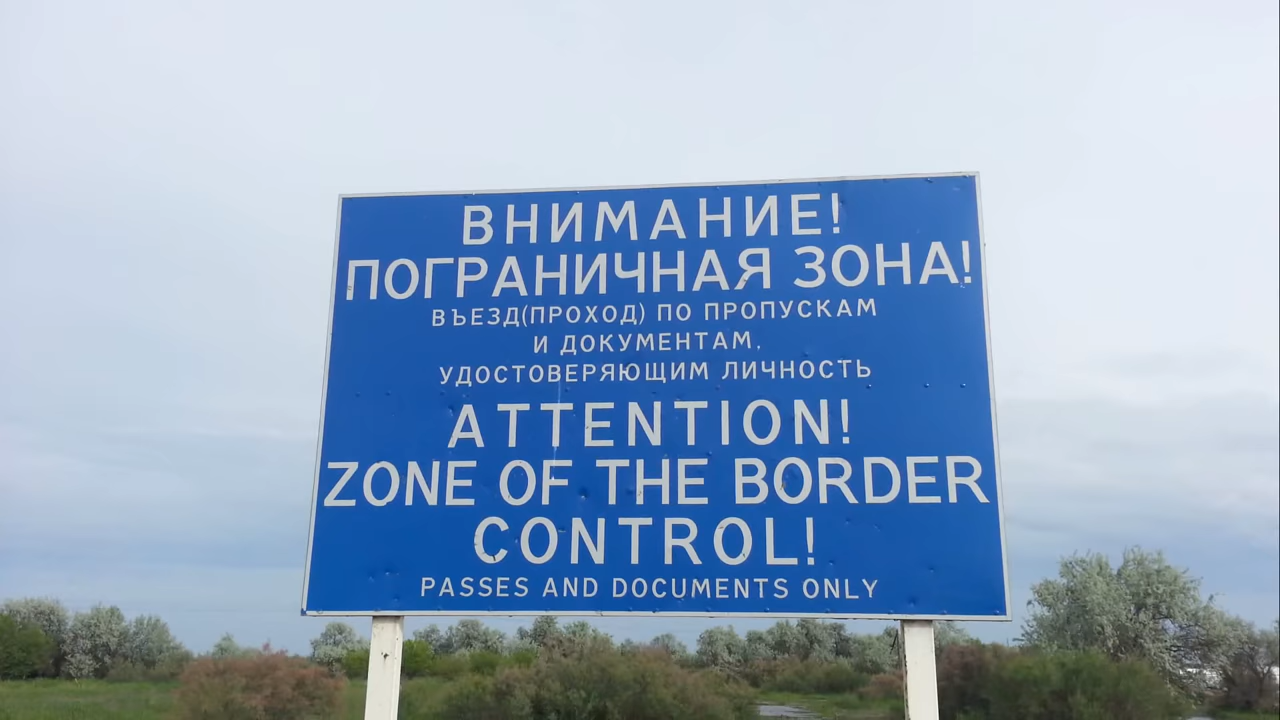 ВНИМАНИЕ!
ПОГРАНИЧНАЯ ЗОНА!
ВЪЕЗД(ПРОХОД) ПО ПРОПУСКАМ
И ДОКУМЕНТАМ,
УДОСТОВЕРЯЮЩИМ ЛИЧНОСТЬ
ATTENTION!
ZONE OF THE BORDER
CONTROL!
PASSES AND DOCUMENTS ONLY